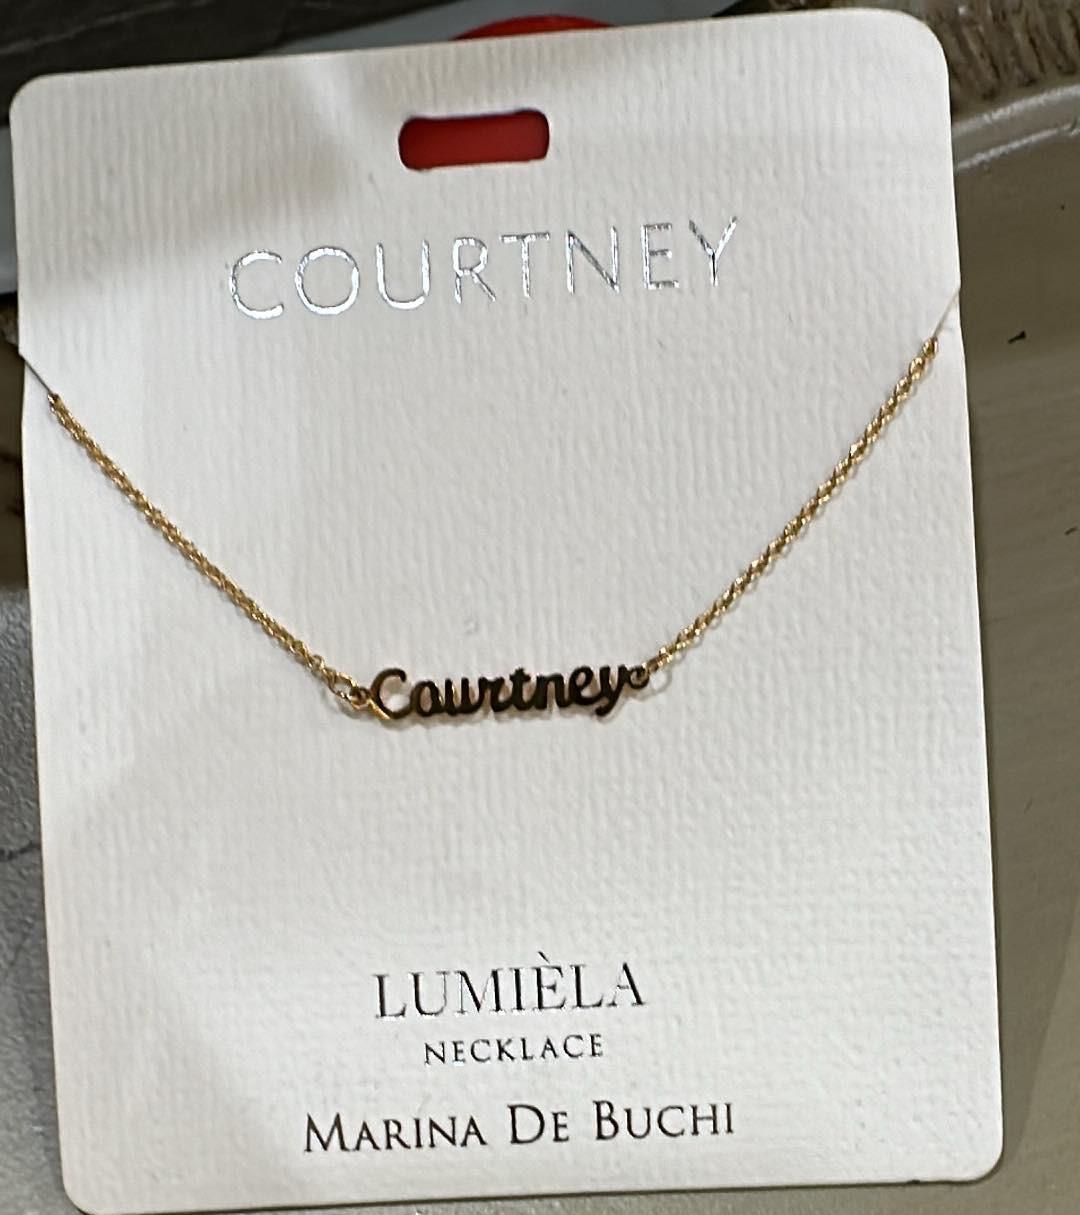 COURTNEY
Courtney
LUMIÈLA
NECKLACE
MARINA DE BUCHI